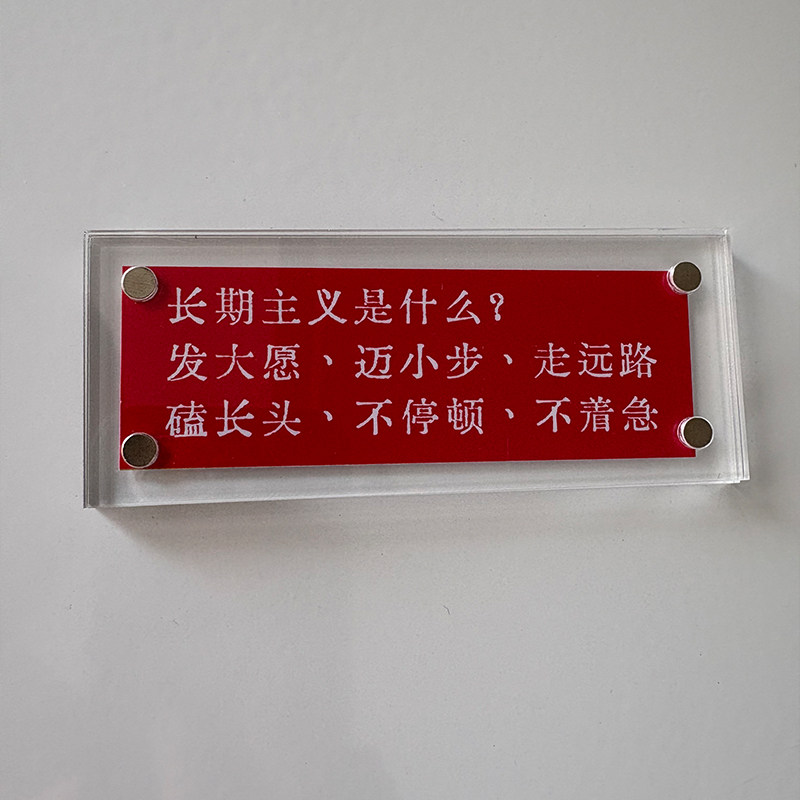 长期主义是什么?
发大愿、迈小步、走远路
磕长头、不停顿、不着急